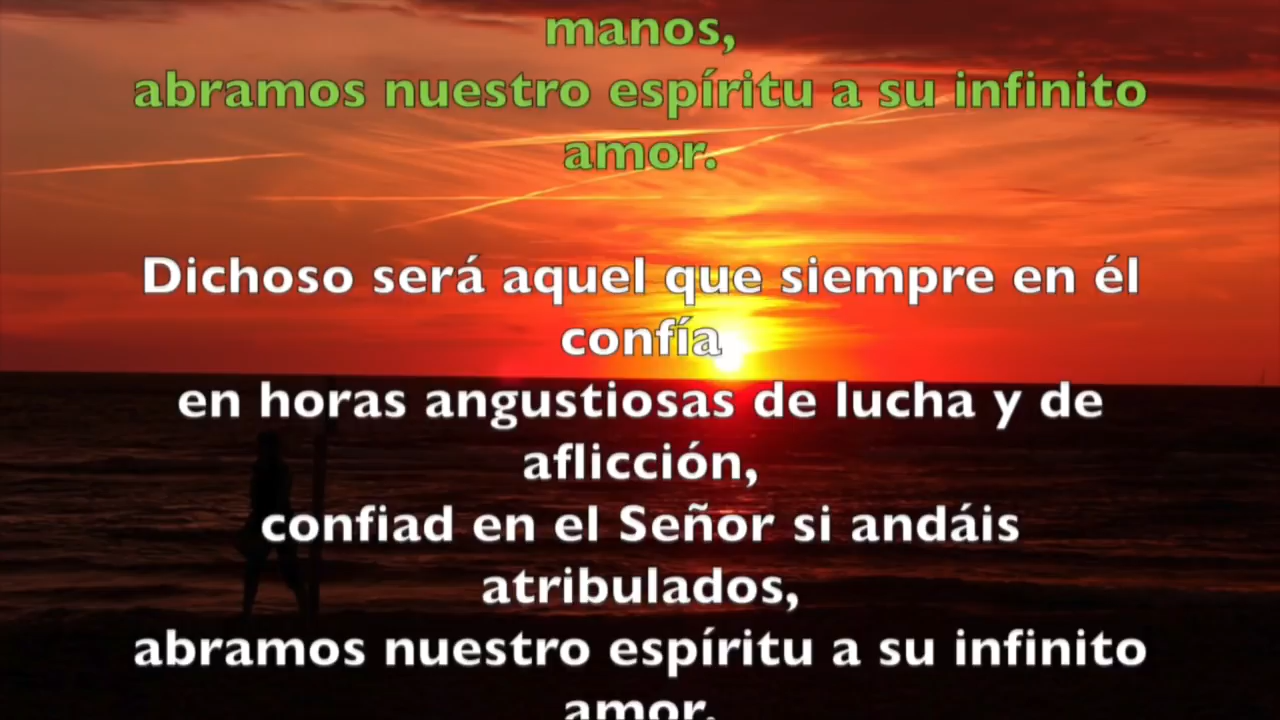 manos,
abramos nuestro espíritu a su infinito
amor.
Dichoso será aquel que siempre en él
confía
en horas angustiosas de lucha y de
aflicción,
confiad en el Señor si andáis
atribulados,
abramos nuestro espíritu a su infinito
amor.